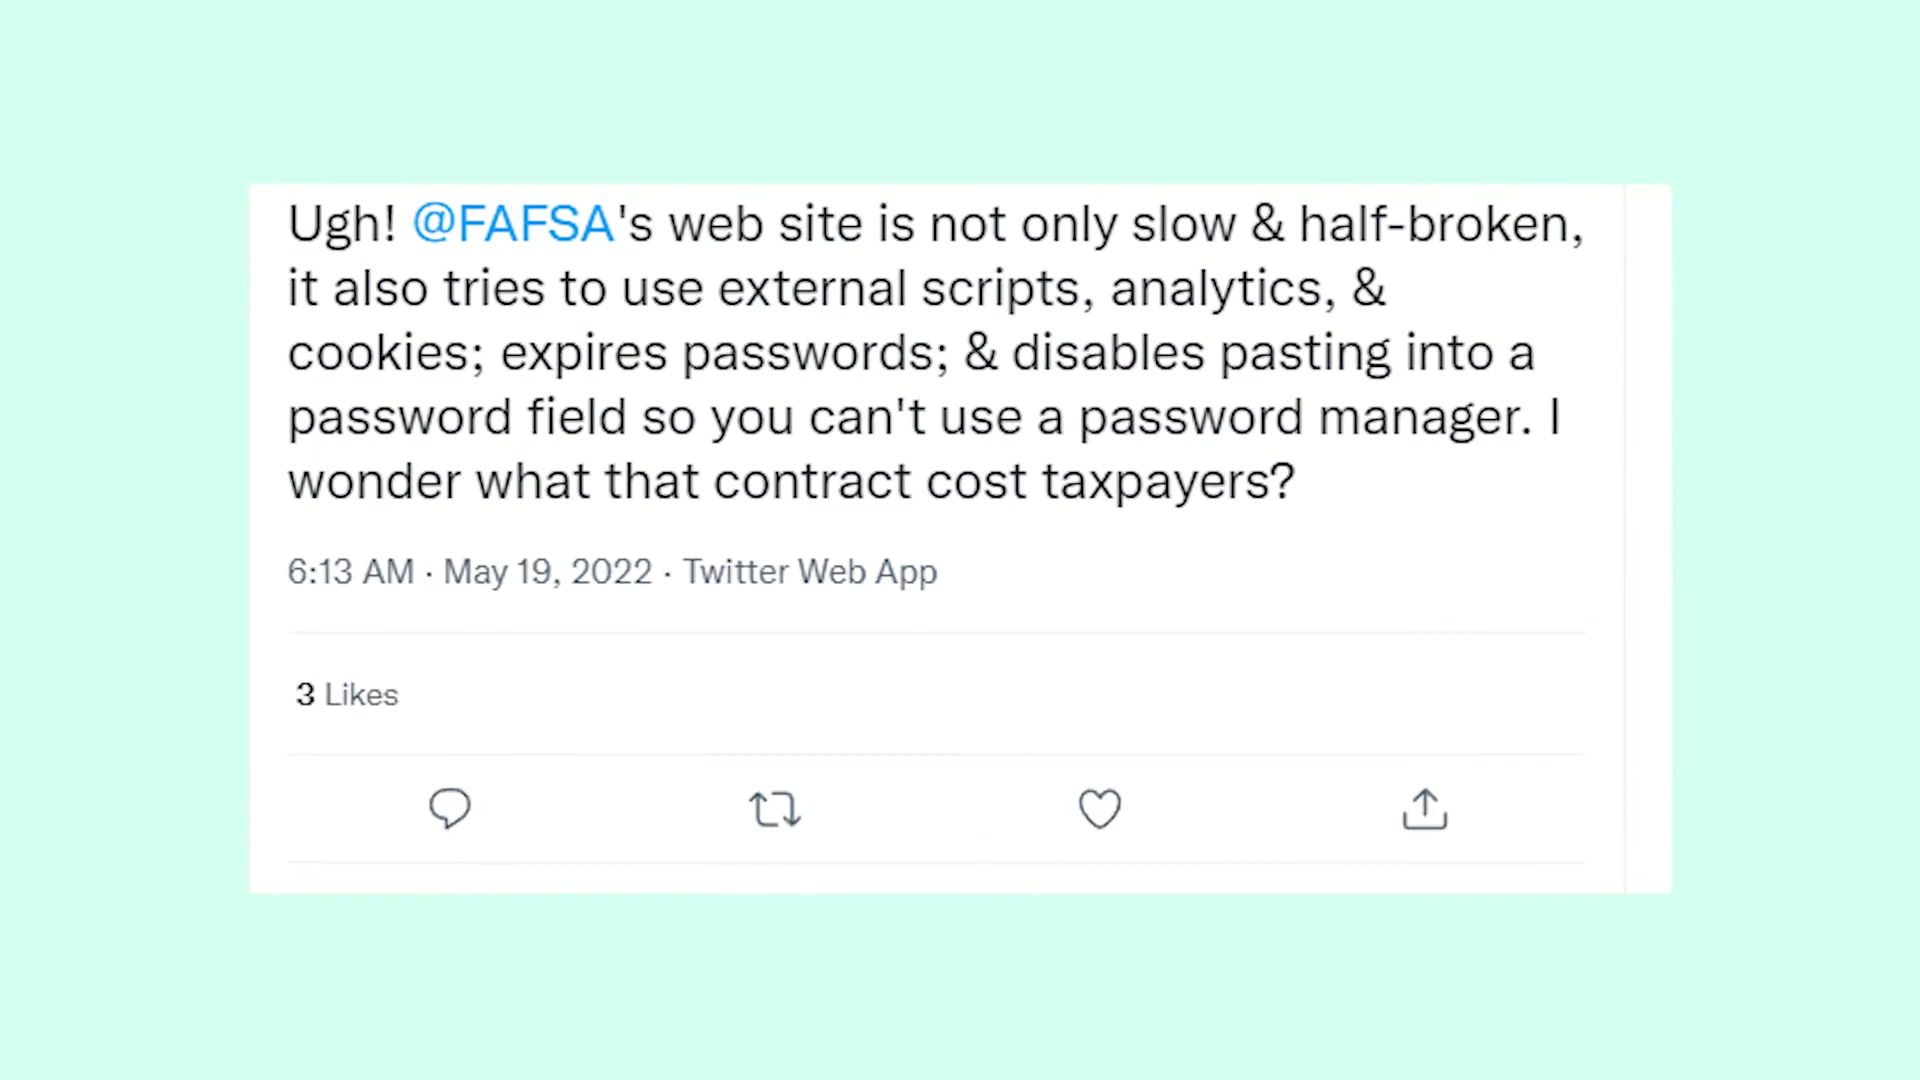 Ugh! @FAFSA's web site is not only slow & half-broken,
it also tries to use external scripts, analytics, &
cookies; expires passwords; & disables pasting into a
password field so you can't use a password manager. I
wonder what that contract cost taxpayers?
6:13 AM · May 19, 2022 · Twitter Web App
3 Likes